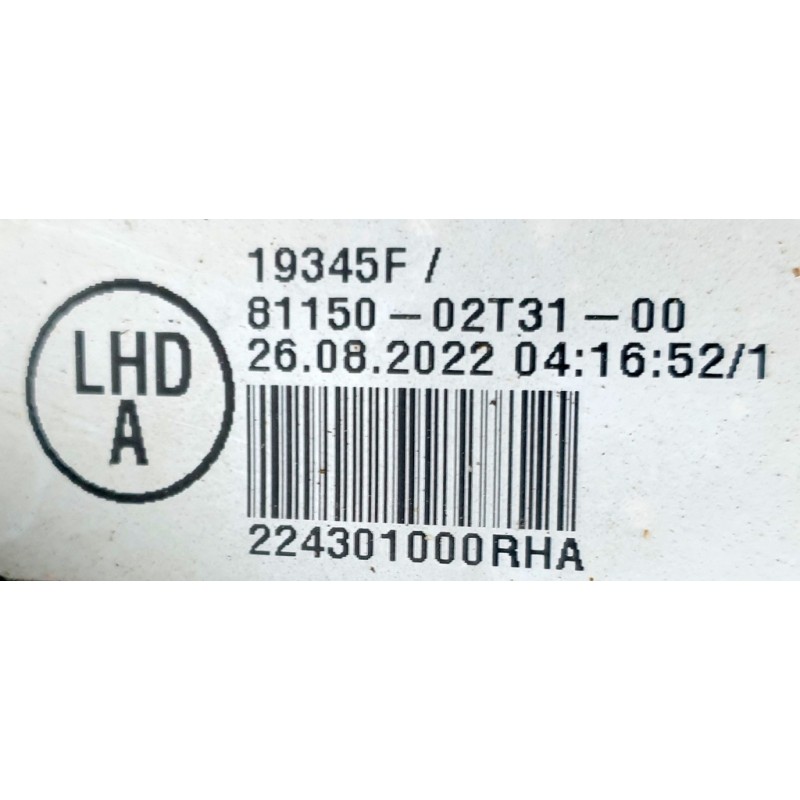 LHD
A
19345F /
81150-02T31-00
26.08.2022 04:16:52/1
224301000RHA